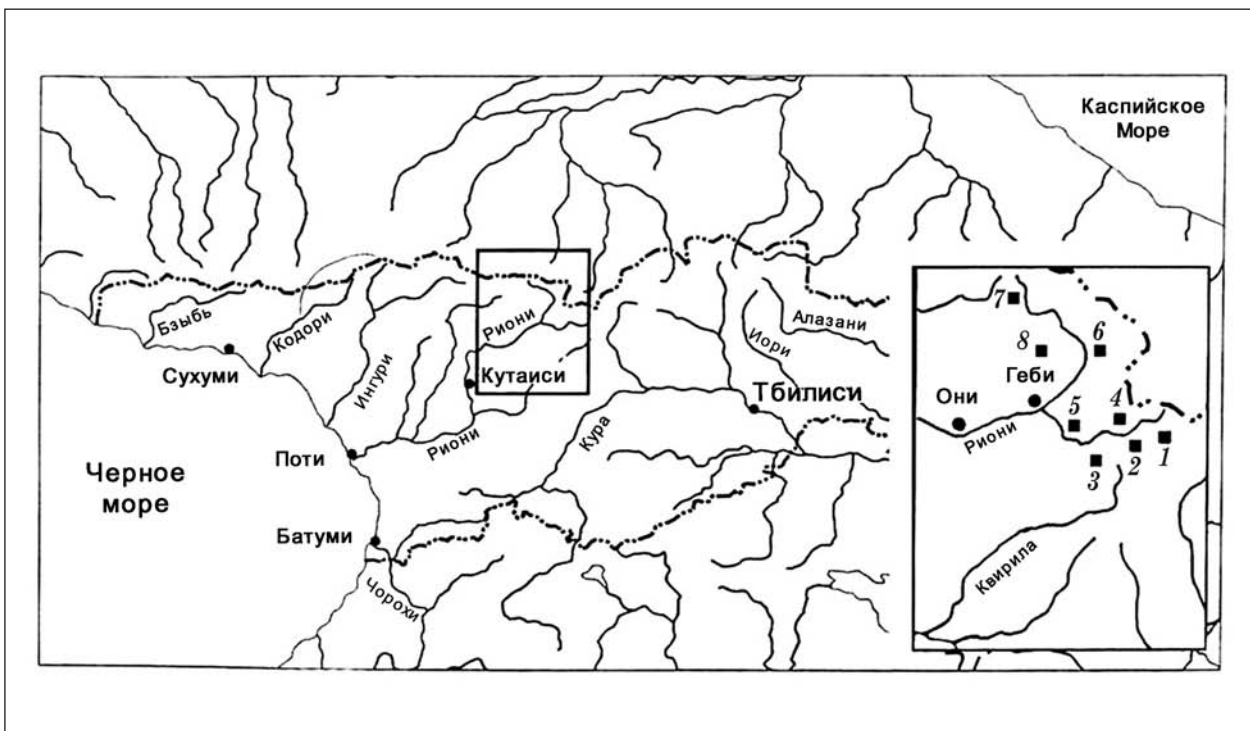 Каспийское
Море
Бзыбь
Кодори
Ингури
Риони
Алазани
Иори
Сухуми
Кутаиси
Тбилиси
Поти
Риони
Кура
Черное
море
Батуми
Чорохи
7
8
6
Геби
Они
5
4
Риони
3
2
1
Квирила